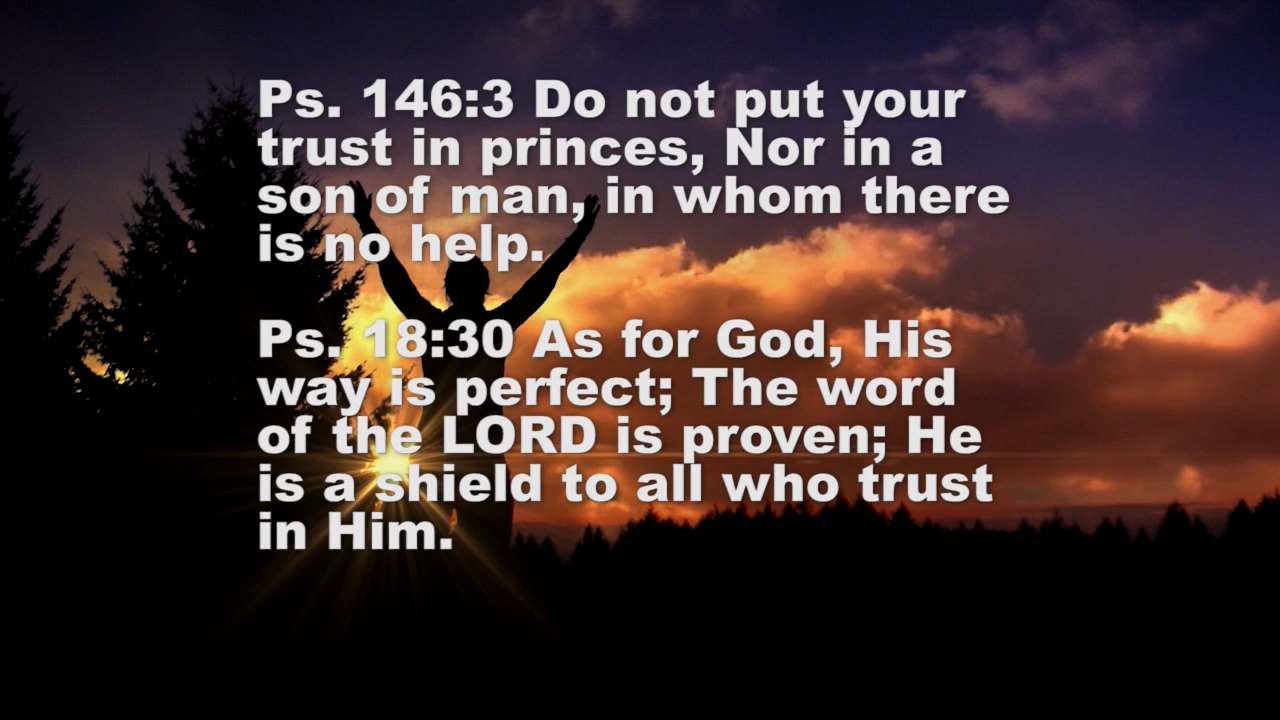 Ps. 146:3 Do not put your
trust in princes, Nor in a
son of man, in whom there
is no help.
Ps. 18:30 As for God, His
way is perfect; The word
of the LORD is proven; He
is a shield to all who trust
in Him.